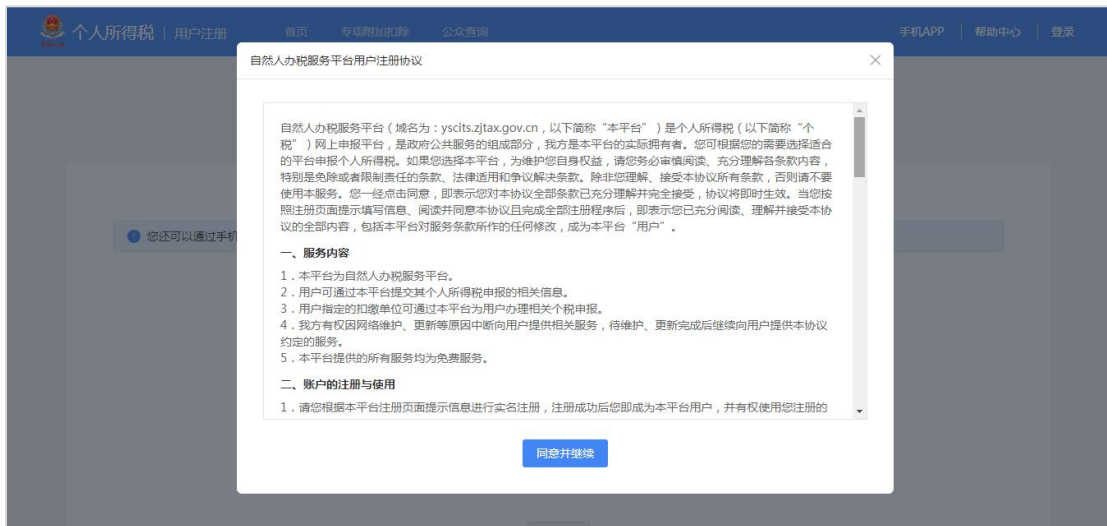 个人所得税 | 用户注册 首页 专项附加扣除 公众查询 手机APP | 帮助中心 | 登录
自然人办税服务平台用户注册协议
自然人办税服务平台（域名为：yscits.zjtax.gov.cn，以下简称“本平台”）是个人所得税（以下简称“个
税”）网上申报平台，是政府公共服务的组成部分，我方是本平台的实际拥有者。您可根据您的需要选择适合
的平台申报个人所得税。如果您选择本平台，为维护您自身权益，请您务必审慎阅读、充分理解各条款内容，
特别是免除或者限制责任的条款、法律适用和争议解决条款。除非您理解、接受本协议所有条款，否则请不要
使用本服务。您一经点击同意，即表示您对本协议全部条款已充分理解并完全接受，协议将即时生效。当您按
照注册页面提示填写信息、阅读并同意本协议且完成全部注册程序后，即表示您已充分阅读、理解并接受本协
议的全部内容，包括本平台对服务条款所作的任何修改，成为本平台“用户”。
您还可以通过手机
一、服务内容
1．本平台为自然人办税服务平台。
2．用户可通过本平台提交其个人所得税申报的相关信息。
3．用户指定的扣缴单位可通过本平台为用户办理相关个税申报。
4．我方有权因网络维护、更新等原因中断向用户提供相关服务，待维护、更新完成后继续向用户提供本协议
约定的服务。
5．本平台提供的所有服务均为免费服务。
二、账户的注册与使用
1．请您根据本平台注册页面提示信息进行实名注册，注册成功后您即成为本平台用户，并有权使用您注册的
同意并继续